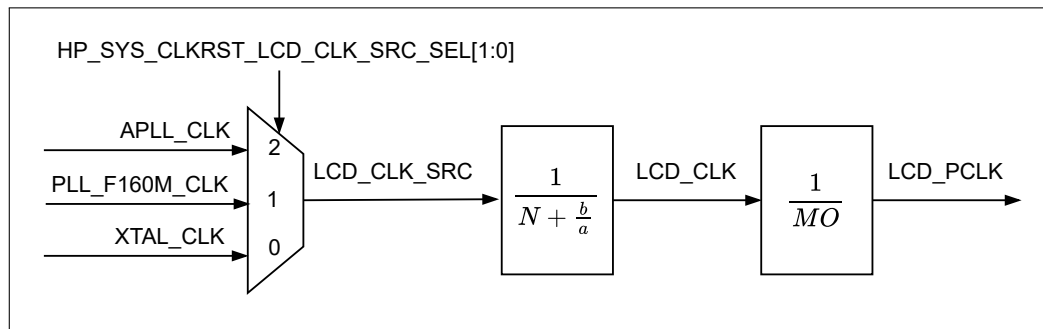 HP_SYS_CLKRST_LCD_CLK_SRC_SEL[1:0]
APLL_CLK
2
PLL_F160M_CLK
1
XTAL_CLK
0
LCD_CLK_SRC
1
N + b/a
LCD_CLK
1
MO
LCD_PCLK